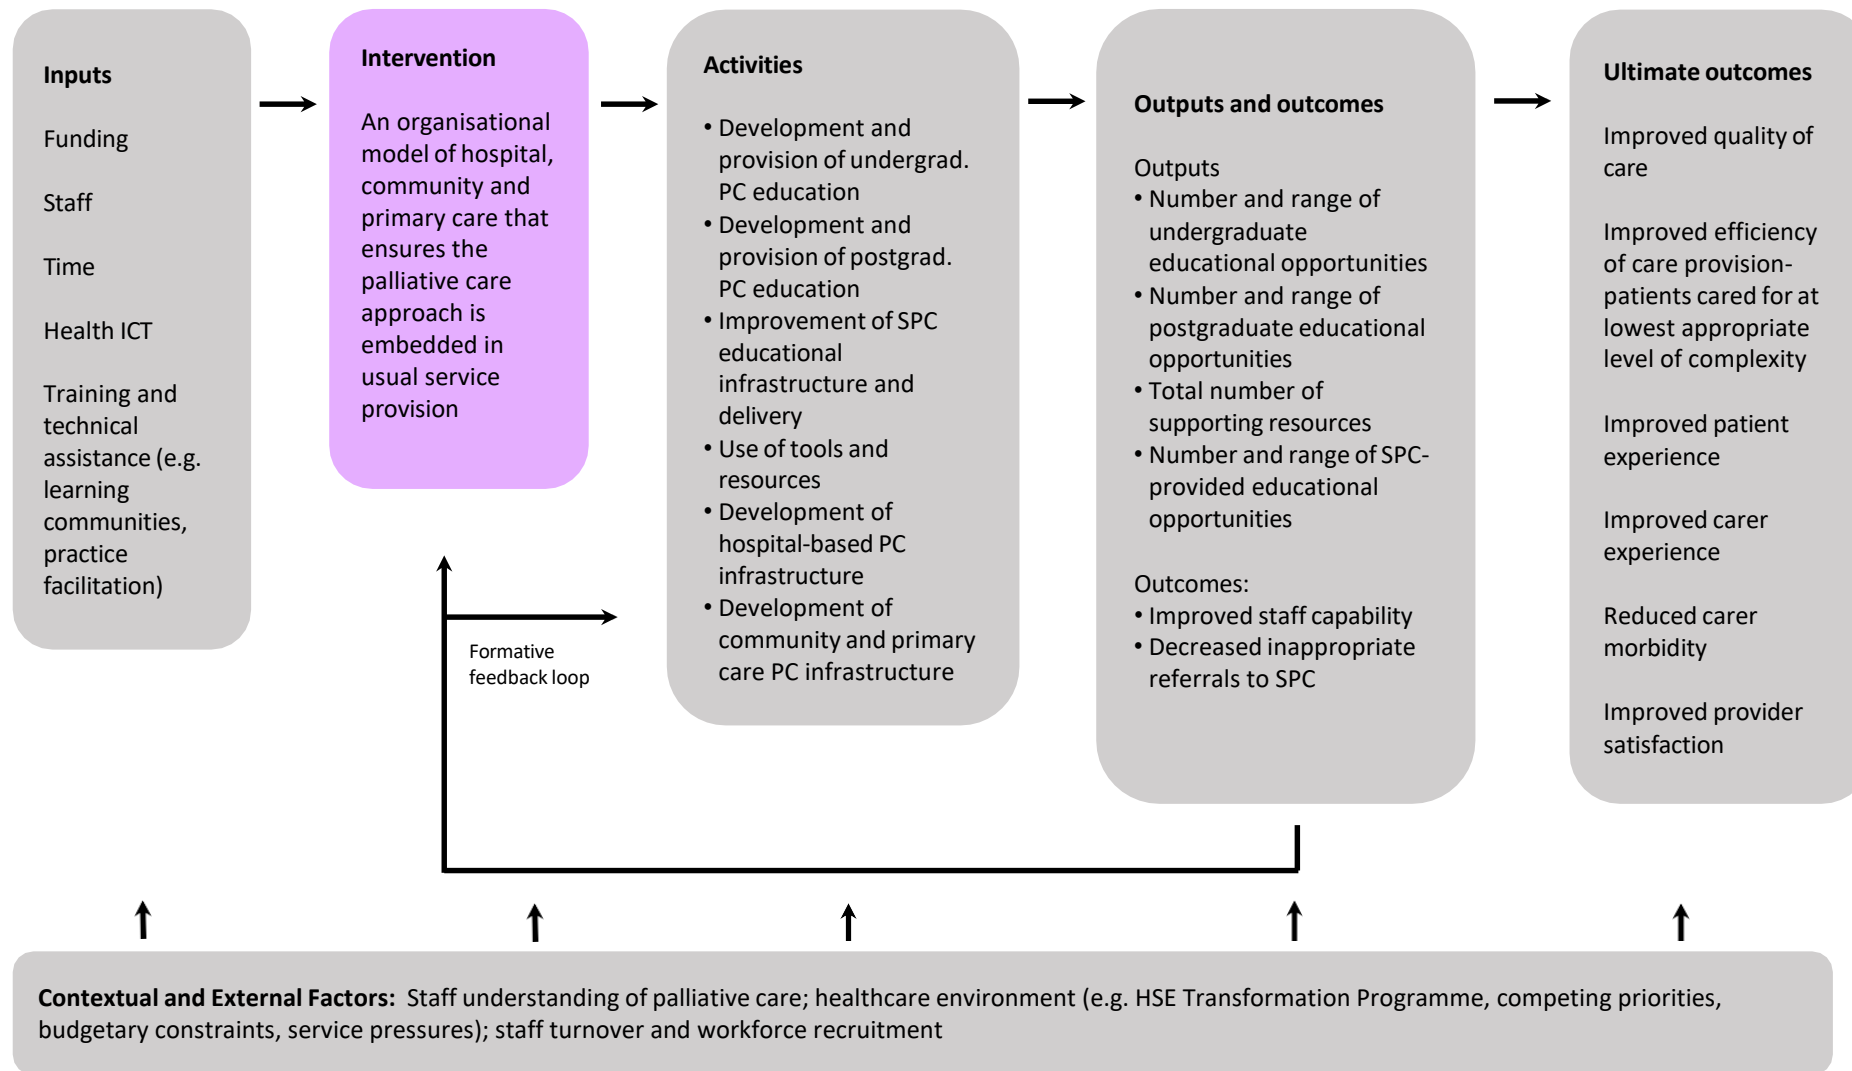 Inputs
Funding
Staff
Time
Health ICT
Training and
technical
assistance (e.g.
learning
communities,
practice
facilitation)
Intervention
An organisational
model of hospital,
community and
primary care that
ensures the
palliative care
approach is
embedded in
usual service
provision
Formative
feedback loop
Activities
• Development and
provision of undergrad.
PC education
• Development and
provision of postgrad.
PC education
• Improvement of SPC
educational
infrastructure and
delivery
• Use of tools and
resources
• Development of
hospital-based PC
infrastructure
• Development of
community and primary
care PC infrastructure
Outputs and outcomes
Outputs
• Number and range of
undergraduate
educational opportunities
• Number and range of
postgraduate educational
opportunities
• Total number of
supporting resources
• Number and range of SPC-
provided educational
opportunities
Outcomes:
• Improved staff capability
• Decreased inappropriate
referrals to SPC
Ultimate outcomes
Improved quality of
care
Improved efficiency
of care provision-
patients cared for at
lowest appropriate
level of complexity
Improved patient
experience
Improved carer
experience
Reduced carer
morbidity
Improved provider
satisfaction
Contextual and External Factors: Staff understanding of palliative care; healthcare environment (e.g. HSE Transformation Programme, competing priorities,
budgetary constraints, service pressures); staff turnover and workforce recruitment